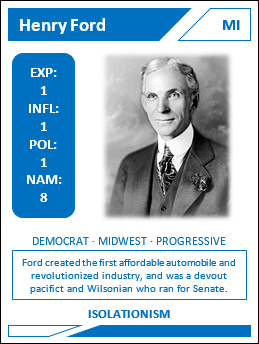 Henry Ford MI
EXP:
1
INFL:
1
POL:
1
NAM:
8
DEMOCRAT · MIDWEST · PROGRESSIVE
Ford created the first affordable automobile and
revolutionized industry, and was a devout
pacifict and Wilsonian who ran for Senate.
ISOLATIONISM